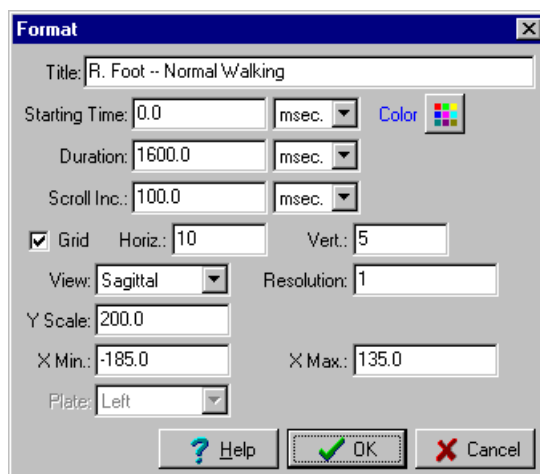 Format
Title: R. Foot -- Normal Walking
Starting Time: 0.0 msec. Color
Duration: 1600.0 msec.
Scroll Inc.: 100.0 msec.
Grid Horiz.: 10 Vert.: 5
View: Sagittal Resolution: 1
Y Scale: 200.0
X Min.: -185.0 X Max.: 135.0
Plate: Left
? Help OK Cancel